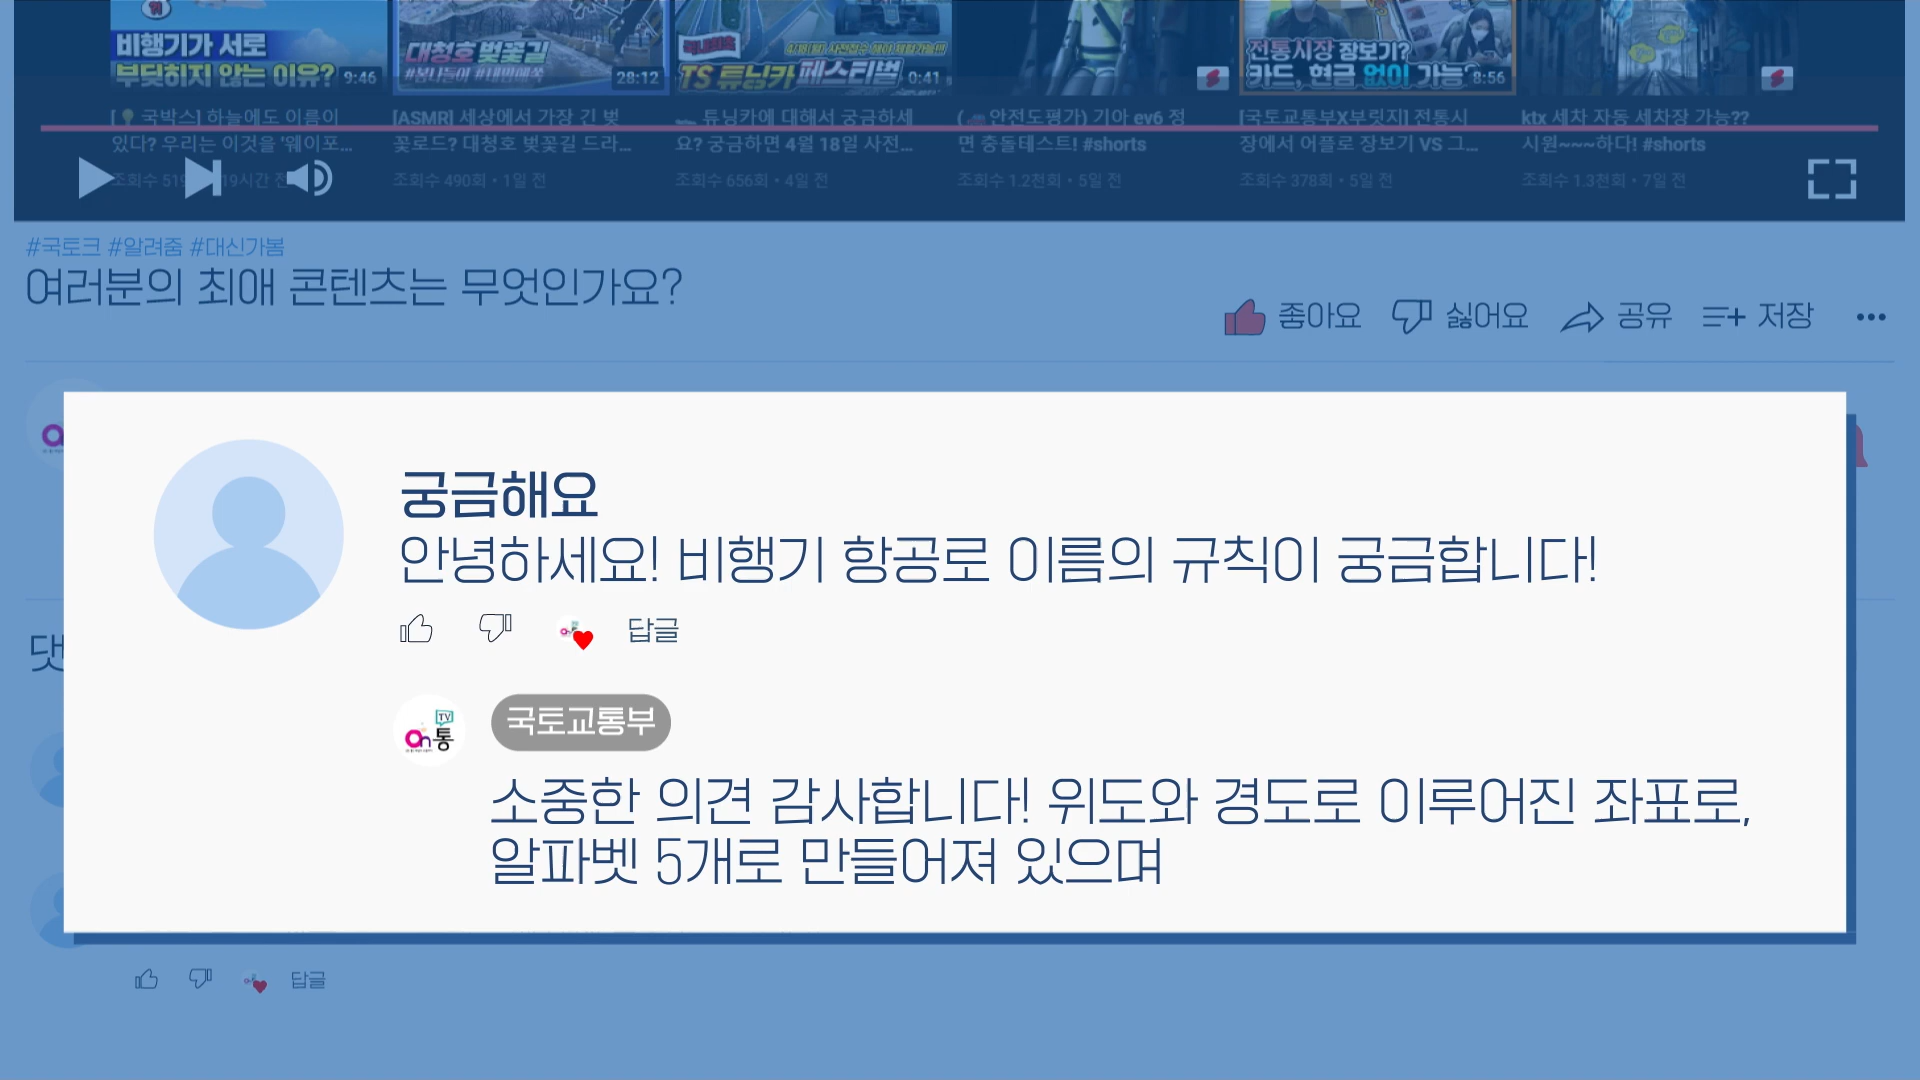 비행기가 서로
부딪히지 않는 이유?
9:46
대청호 벚꽃길
28:12
TS 튜닝카 페스티벌
0:41
전통시장 장보기?
카드, 현금 없이 가능?
8:56
[국박스] 하늘에도 이름이
있다? 우리는 이것을 '웨이포...
[ASMR] 세상에서 가장 긴 벚
꽃로드? 대청호 벚꽃길 드라...
조회수 490회 • 1일 전
튜닝카에 대해서 궁금하세
요? 궁금하면 4월 18일 사전...
조회수 656회 • 4일 전
안전도평가) 기아 ev6 정
면 충돌테스트! #shorts
조회수 1.2천회 • 5일 전
[국토교통부X부릿지] 전통시
장에서 어플로 장보기 VS 그...
조회수 378회 • 5일 전
ktx 세차 자동 세차장 가능??
시원~~~하다! #shorts
조회수 1.3천회 • 7일 전
#국토크 #알려줌 #대신가봄
여러분의 최애 콘텐츠는 무엇인가요?
좋아요 싫어요 공유 저장
궁금해요
안녕하세요! 비행기 항공로 이름의 규칙이 궁금합니다!
답글
TV
on통
국토교통부
소중한 의견 감사합니다! 위도와 경도로 이루어진 좌표로,
알파벳 5개로 만들어져 있으며
답글